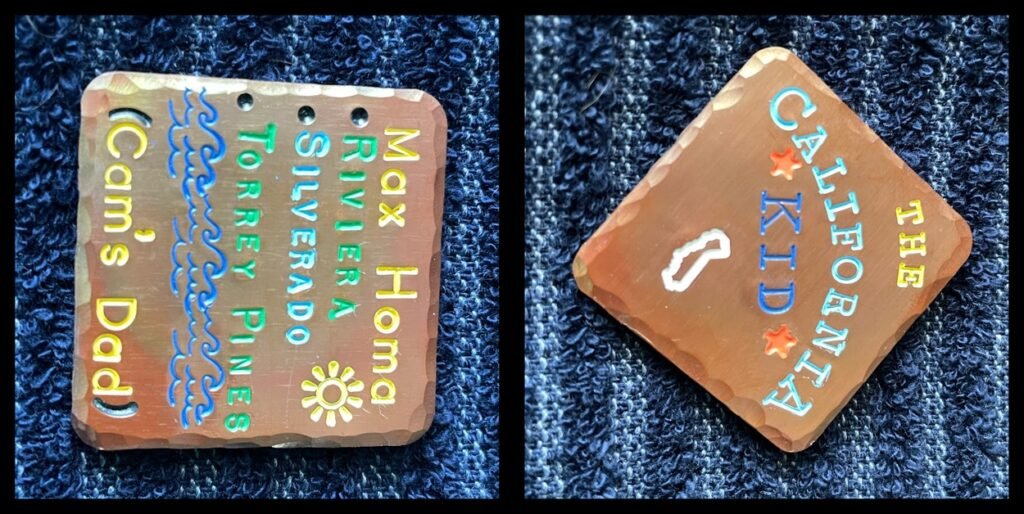 Max Homa
• RIVIERA
• SILVERADO
• TORREY PINES
(Cam's Dad)
THE
CALIFORNIA
KID